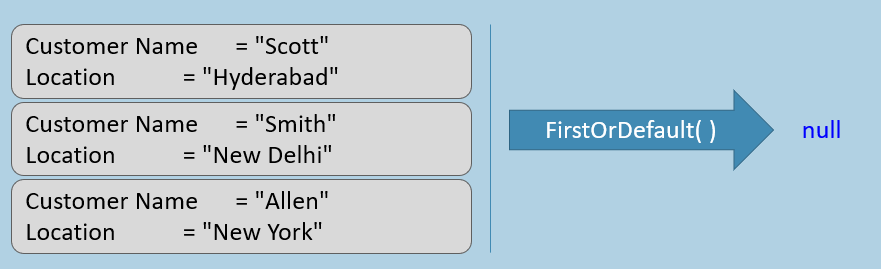 Customer Name = "Scott"
Location = "Hyderabad"
Customer Name = "Smith"
Location = "New Delhi"
Customer Name = "Allen"
Location = "New York"
FirstOrDefault( )
null